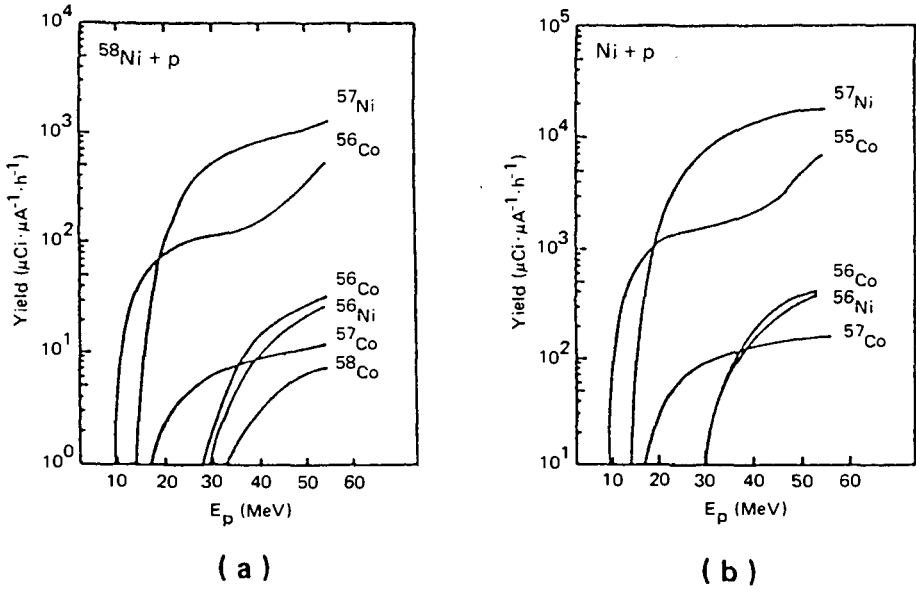 10⁴
⁵⁸Ni + p
⁵⁷Ni
⁵⁶Co
10³
10²
10¹
10⁰
⁵⁶Co
⁵⁶Ni
⁵⁷Co
⁵⁸Co
Yield (μCi·μA⁻¹·h⁻¹)
10 20 30 40 50 60
E_p (MeV)
(a)
10⁵
Ni + p
⁵⁷Ni
⁵⁵Co
10⁴
10³
10²
10¹
⁵⁶Co
⁵⁶Ni
⁵⁷Co
Yield (μCi·μA⁻¹·h⁻¹)
10 20 30 40 50 60
E_p (MeV)
(b)